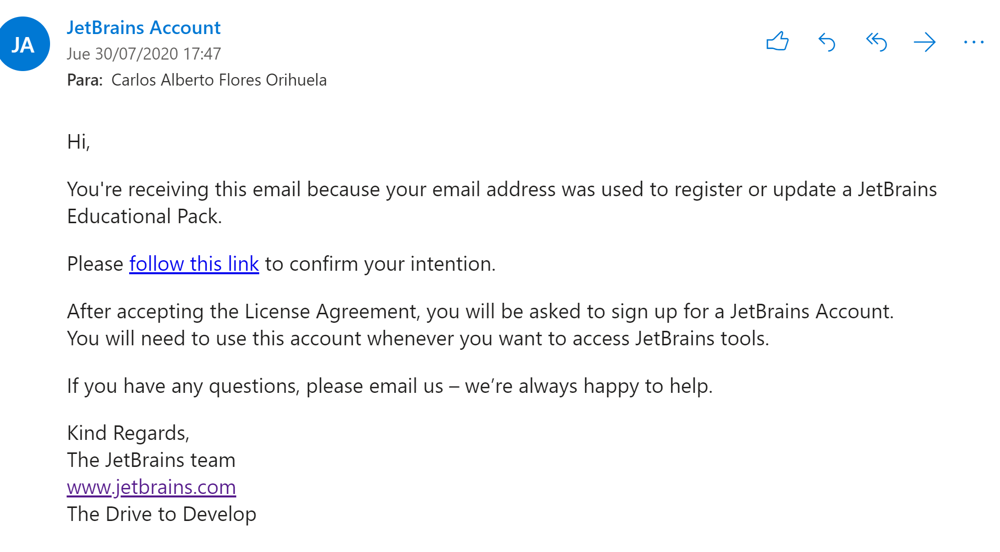 JA
JetBrains Account
Jue 30/07/2020 17:47
Para: Carlos Alberto Flores Orihuela
Hi,
You're receiving this email because your email address was used to register or update a JetBrains
Educational Pack.
Please follow this link to confirm your intention.
After accepting the License Agreement, you will be asked to sign up for a JetBrains Account.
You will need to use this account whenever you want to access JetBrains tools.
If you have any questions, please email us – we’re always happy to help.
Kind Regards,
The JetBrains team
www.jetbrains.com
The Drive to Develop